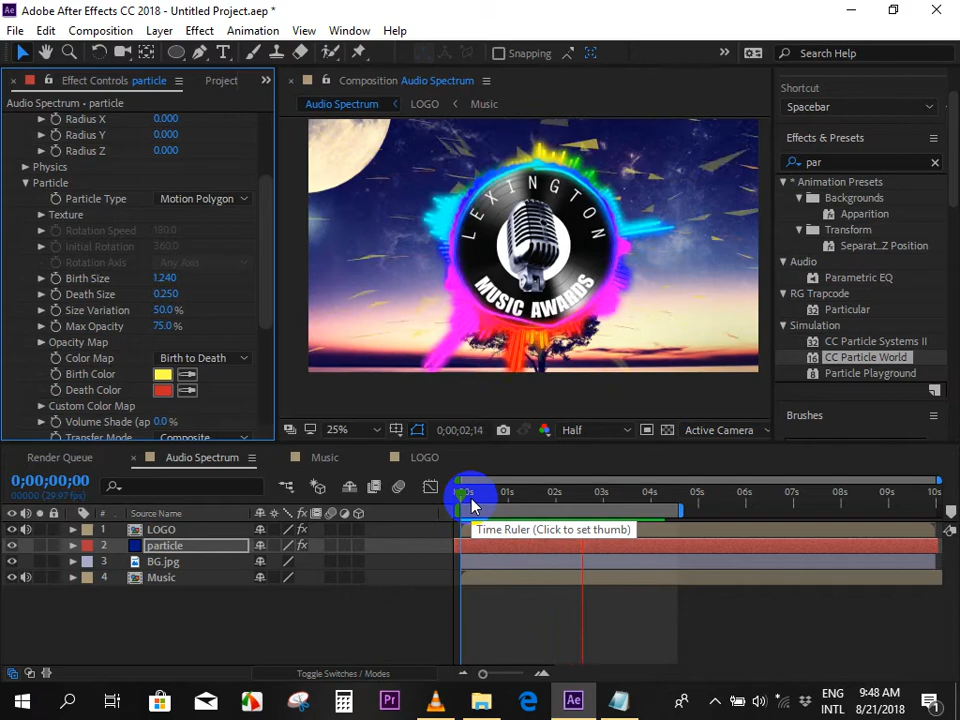 Adobe After Effects CC 2018 - Untitled Project.aep *
File Edit Composition Layer Effect Animation View Window Help
Snapping
Search Help
Effect Controls particle
Project
Composition Audio Spectrum
Shortcut
Audio Spectrum - particle
Audio Spectrum
LOGO
Music
Spacebar
Radius X 0.000
Radius Y 0.000
Radius Z 0.000
Effects & Presets
par
Physics
Particle
Particle Type Motion Polygon
Texture
Rotation Speed 180.0
Initial Rotation 360.0
Rotation Axis Any Axis
Birth Size 1.240
Death Size 0.250
Size Variation 50.0 %
Max Opacity 75.0 %
Opacity Map
Color Map Birth to Death
Birth Color
Death Color
Custom Color Map
Volume Shade (ap 0.0 %
Transfer Mode Composite
LEXINGTON
MUSIC AWARDS
* Animation Presets
Backgrounds
Apparition
Transform
Separat...Z Position
Audio
Parametric EQ
RG Trapcode
Particular
Simulation
CC Particle Systems II
CC Particle World
Particle Playground
Brushes
25%
0;00;02;14
Half
Active Camera
Render Queue
Audio Spectrum
Music
LOGO
0;00;00;00
00000 (29.97 fps)
01s 02s 03s 04s 05s 06s 07s 08s 09s 10s
# Source Name
Time Ruler (Click to set thumb)
1 LOGO
2 particle
3 BG.jpg
4 Music
Toggle Switches / Modes
ENG
INTL
9:48 AM
8/21/2018